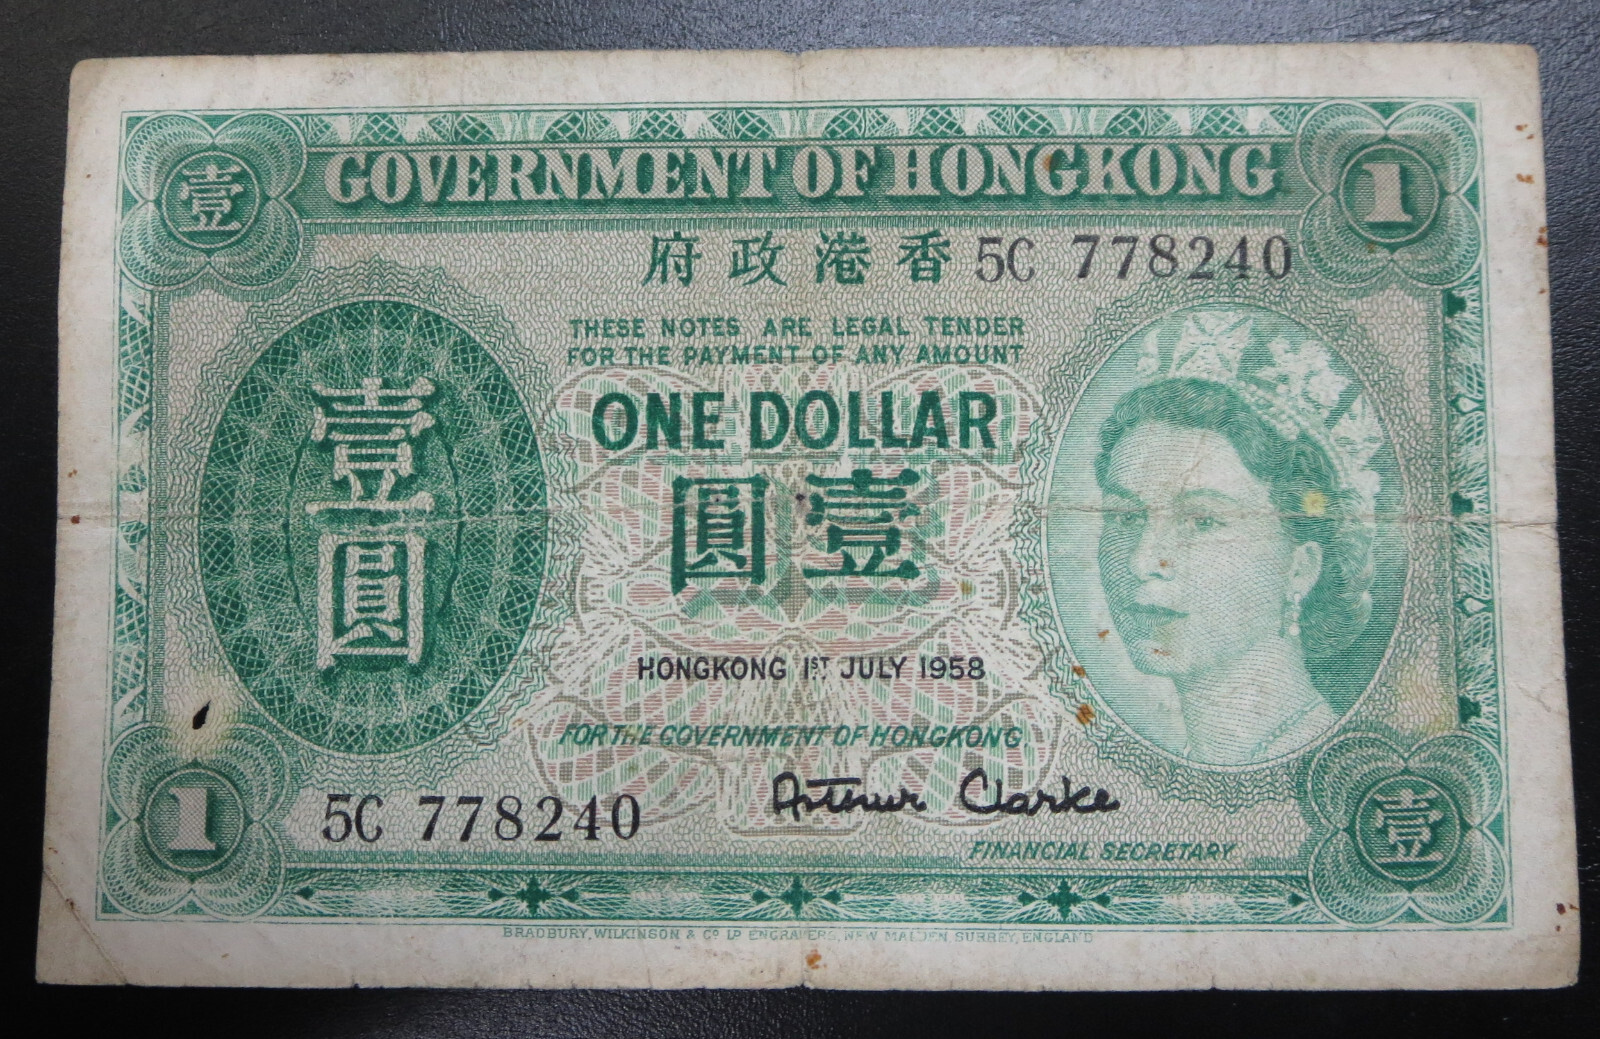 壹
GOVERNMENT OF HONGKONG
1
府政港香
5C 778240
THESE NOTES ARE LEGAL TENDER
FOR THE PAYMENT OF ANY AMOUNT
ONE DOLLAR
壹圓
圓壹
HONGKONG 1ST. JULY 1958
FOR THE GOVERNMENT OF HONGKONG
1
5C 778240
Arthur Clarke
FINANCIAL SECRETARY
壹
BRADBURY, WILKINSON & Co. LD. ENGRAVERS, NEW MALDEN SURREY, ENGLAND